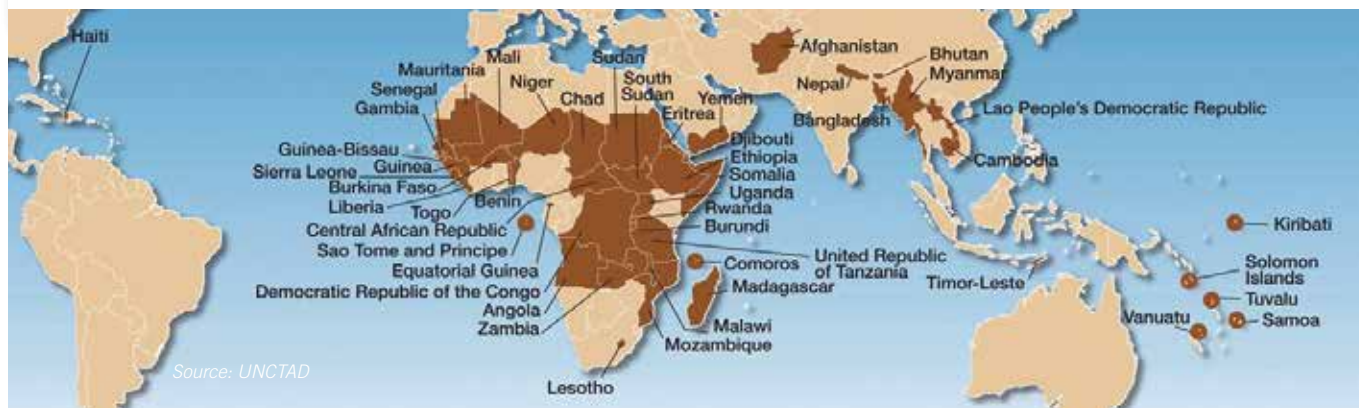 Haiti
Mali
Mauritania
Senegal
Gambia
Niger
Chad
Sudan
South
Sudan
Yemen
Eritrea
Afghanistan
Bhutan
Nepal
Myanmar
Lao People's Democratic Republic
Bangladesh
Cambodia
Djibouti
Ethiopia
Somalia
Uganda
Rwanda
Burundi
Guinea-Bissau
Guinea
Sierra Leone
Burkina Faso
Liberia
Togo
Benin
Central African Republic
Sao Tome and Principe
Equatorial Guinea
Democratic Republic of the Congo
Angola
Zambia
United Republic
of Tanzania
Comoros
Madagascar
Malawi
Mozambique
Lesotho
Timor-Leste
Kiribati
Solomon
Islands
Tuvalu
Vanuatu
Samoa
Source: UNCTAD